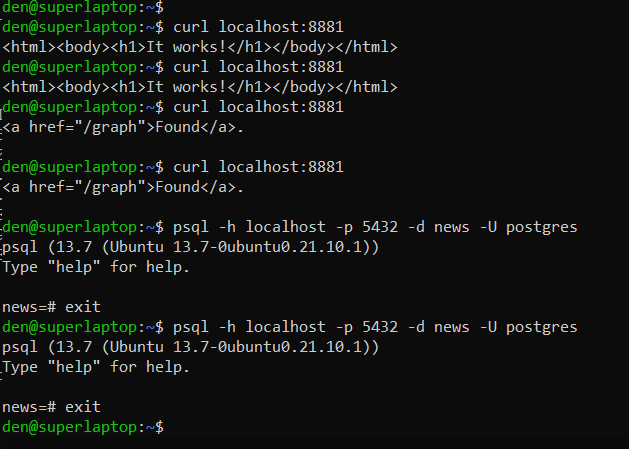 den@superlaptop:~$
den@superlaptop:~$ curl localhost:8881
<html><body><h1>It works!</h1></body></html>
den@superlaptop:~$ curl localhost:8881
<html><body><h1>It works!</h1></body></html>
den@superlaptop:~$ curl localhost:8881
<a href="/graph">Found</a>.
den@superlaptop:~$ curl localhost:8881
<a href="/graph">Found</a>.
den@superlaptop:~$ psql -h localhost -p 5432 -d news -U postgres
psql (13.7 (Ubuntu 13.7-0ubuntu0.21.10.1))
Type "help" for help.
news=# exit
den@superlaptop:~$ psql -h localhost -p 5432 -d news -U postgres
psql (13.7 (Ubuntu 13.7-0ubuntu0.21.10.1))
Type "help" for help.
news=# exit
den@superlaptop:~$